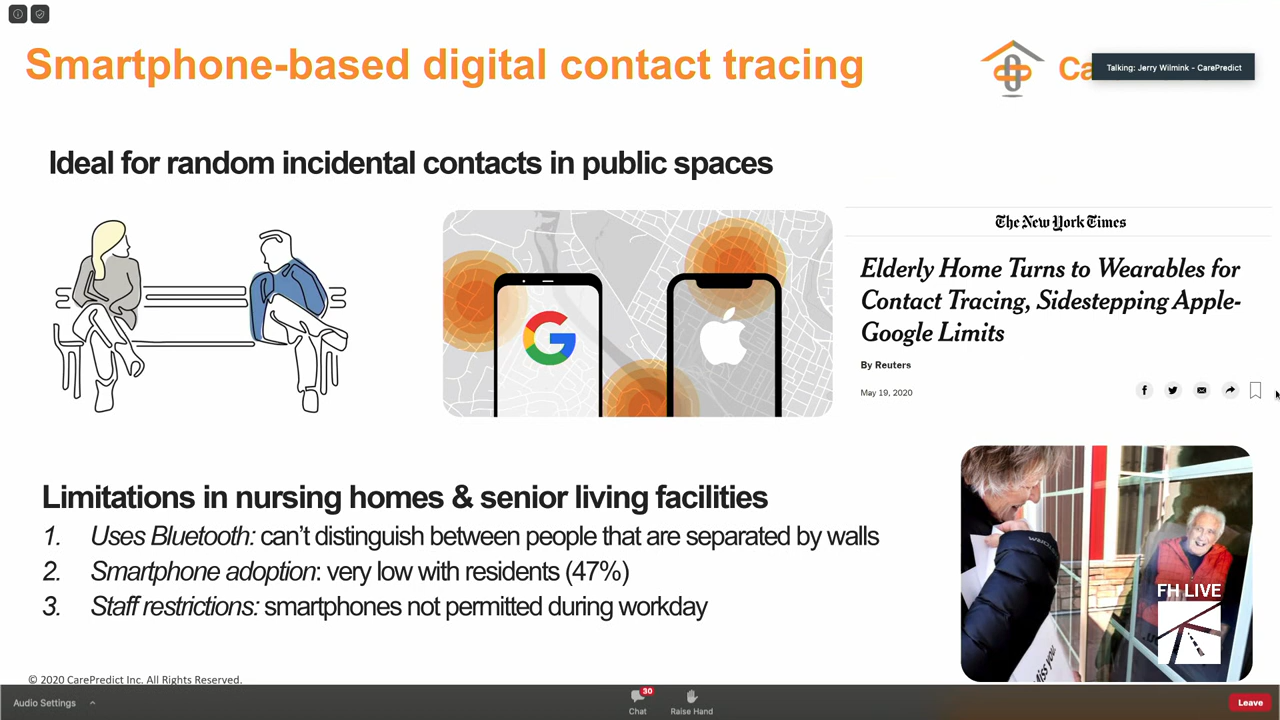 Smartphone-based digital contact tracing
Ca
Talking: Jerry Wilmink - CarePredict
Ideal for random incidental contacts in public spaces
The New York Times
Elderly Home Turns to Wearables for
Contact Tracing, Sidestepping Apple-
Google Limits
By Reuters
May 19, 2020
Limitations in nursing homes & senior living facilities
1. Uses Bluetooth: can't distinguish between people that are separated by walls
2. Smartphone adoption: very low with residents (47%)
3. Staff restrictions: smartphones not permitted during workday
FH LIVE
miss you
© 2020 CarePredict Inc. All Rights Reserved.
Audio Settings
30
Chat
Raise Hand
Leave